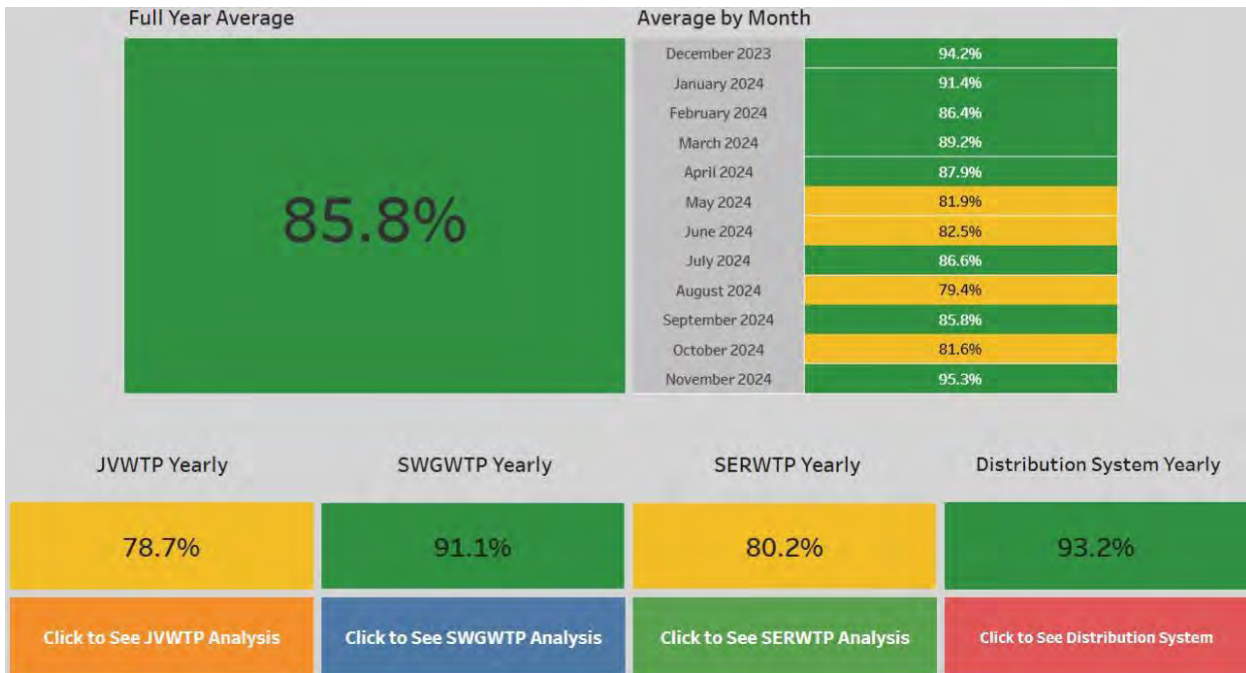 Full Year Average
85.8%
Average by Month
December 2023 94.2%
January 2024 91.4%
February 2024 86.4%
March 2024 89.2%
April 2024 87.9%
May 2024 81.9%
June 2024 82.5%
July 2024 86.6%
August 2024 79.4%
September 2024 85.8%
October 2024 81.6%
November 2024 95.3%
JVWTP Yearly SWGWTP Yearly SERWTP Yearly Distribution System Yearly
78.7% 91.1% 80.2% 93.2%
Click to See JVWTP Analysis Click to See SWGWTP Analysis Click to See SERWTP Analysis Click to See Distribution System